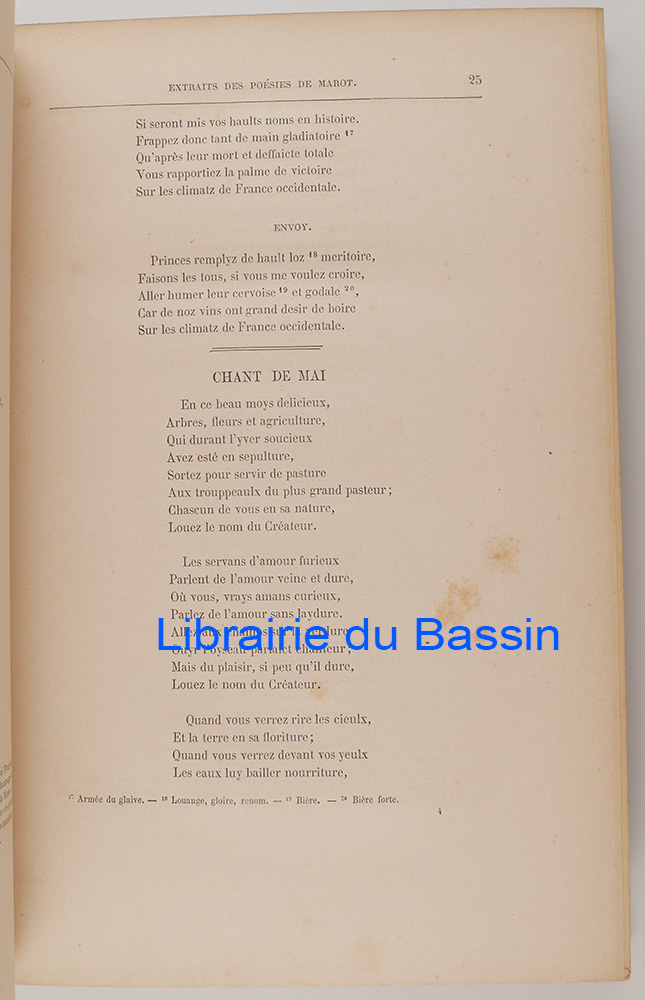 EXTRAITS DES POÉSIES DE MAROT. 25
Si seront mis vos haults noms en histoire.
Frappez donc tant de main gladiatoire 17
Qu'après leur mort et deffaicte totale
Vous rapportiez la palme de victoire
Sur les climatz de France occidentale.
ENVOY.
Princes remplyz de hault loz 18 meritoire,
Faisons les tous, si vous me voulez croire,
Aller humer leur cervoise 19 et godale 20,
Car de noz vins ont grand desir de boire
Sur les climatz de France occidentale.
CHANT DE MAI
En ce beau moys delicieux,
Arbres, fleurs et agriculture,
Qui durant l'yver soucieux
Avez esté en sepulture,
Sortez pour servir de pasture
Aux trouppeaulx du plus grand pasteur;
Chascun de vous en sa nature,
Louez le nom du Créateur.
Les servans d'amour furieux
Parlent de l'amour veine et dure,
Où vous, vrays amans curieux,
Parlez de l'amour sans laydure.
Allez aux champs sur la verdure
Ouyr l'oyseau parfaict chanteur;
Mais du plaisir, si peu qu'il dure,
Louez le nom du Créateur.
Quand vous verrez rire les cieulx,
Et la terre en sa floriture;
Quand vous verrez devant vos yeulx
Les eaux luy bailler nourriture,
17 Armée du glaive. — 18 Louange, gloire, renom. — 19 Bière. — 20 Bière forte.
4
Librairie du Bassin